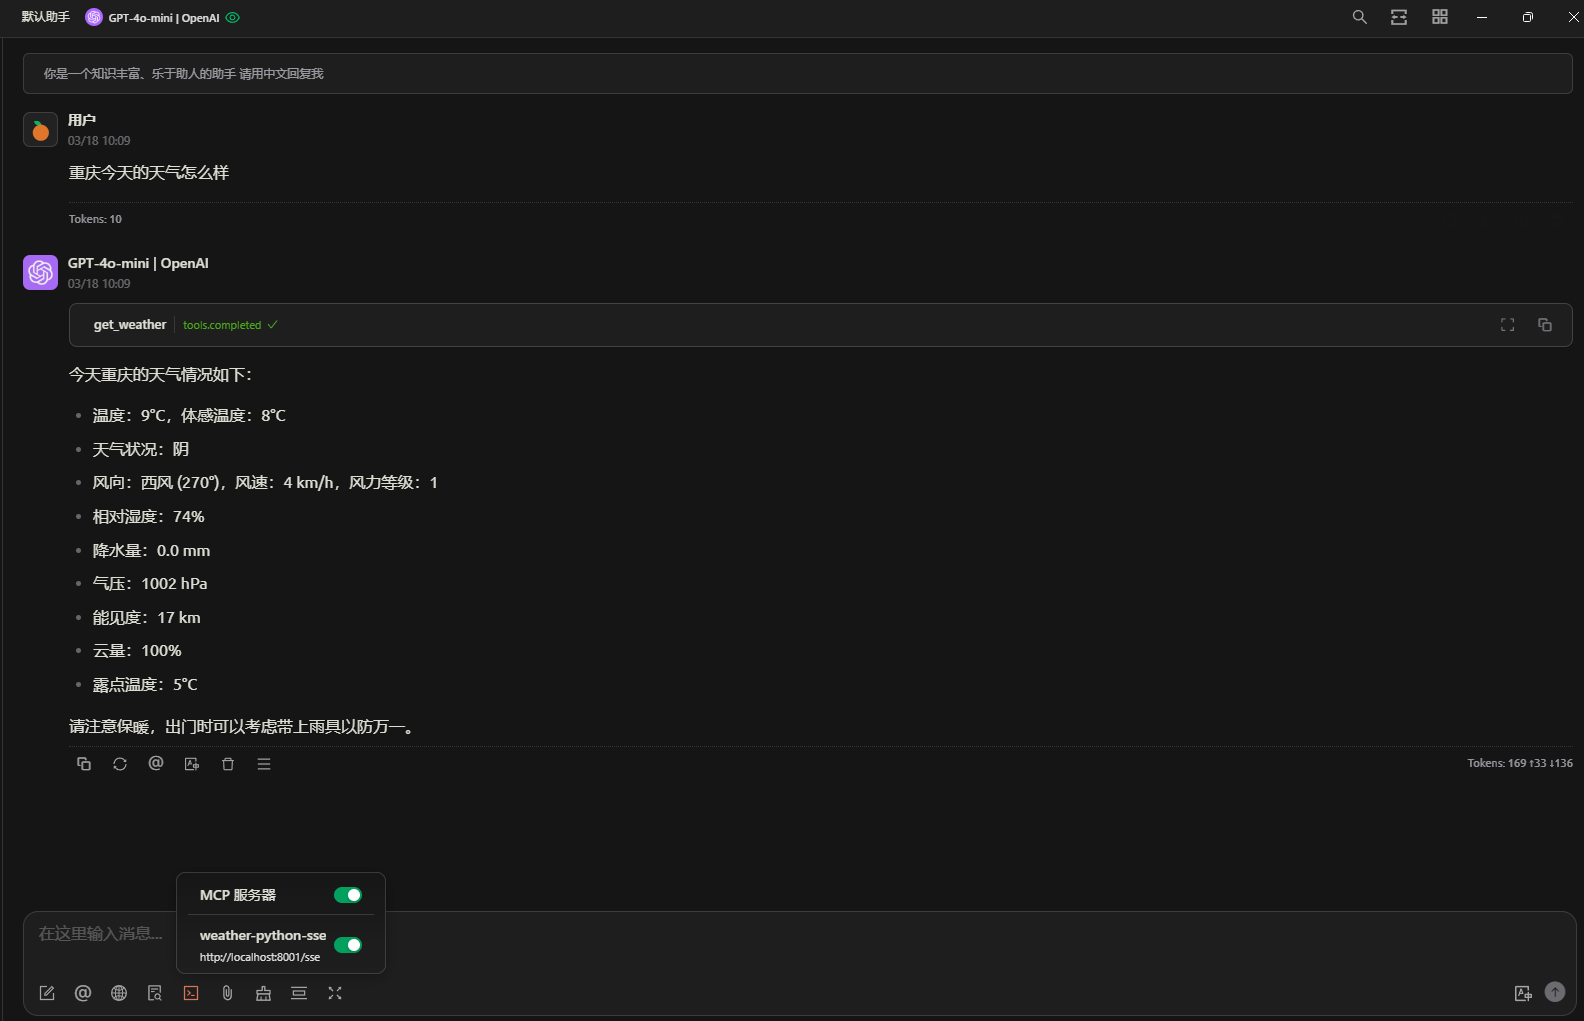 默认助手 GPT-4o-mini | OpenAI
你是一个知识丰富、乐于助人的助手 请用中文回复我
用户
03/18 10:09
重庆今天的天气怎么样
Tokens: 10
GPT-4o-mini | OpenAI
03/18 10:09
get_weather tools.completed
今天重庆的天气情况如下：
温度：9°C，体感温度：8°C
天气状况：阴
风向：西风 (270°)，风速：4 km/h，风力等级：1
相对湿度：74%
降水量：0.0 mm
气压：1002 hPa
能见度：17 km
云量：100%
露点温度：5°C
请注意保暖，出门时可以考虑带上雨具以防万一。
Tokens: 169 ↑33 ↓136
MCP 服务器
在这里输入消息...
weather-python-sse
http://localhost:8001/sse